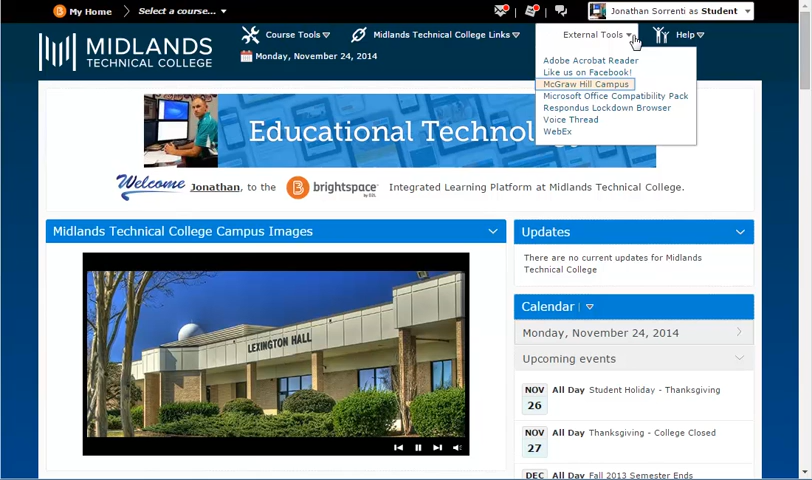 My Home
Select a course...
Jonathan Sorrenti as Student
MIDLANDS
TECHNICAL COLLEGE
Course Tools
Midlands Technical College Links
External Tools
Help
Monday, November 24, 2014
Adobe Acrobat Reader
Like us on Facebook!
McGraw Hill Campus
Microsoft Office Compatibility Pack
Respondus Lockdown Browser
Voice Thread
WebEx
Educational Techno
Welcome Jonathan, to the brightspace Integrated Learning Platform at Midlands Technical College.
Midlands Technical College Campus Images
LEXINGTON HALL
Updates
There are no current updates for Midlands
Technical College
Calendar
Monday, November 24, 2014
Upcoming events
NOV
26
All Day Student Holiday - Thanksgiving
NOV
27
All Day Thanksgiving - College Closed
DEC
All Day Fall 2013 Semester Ends